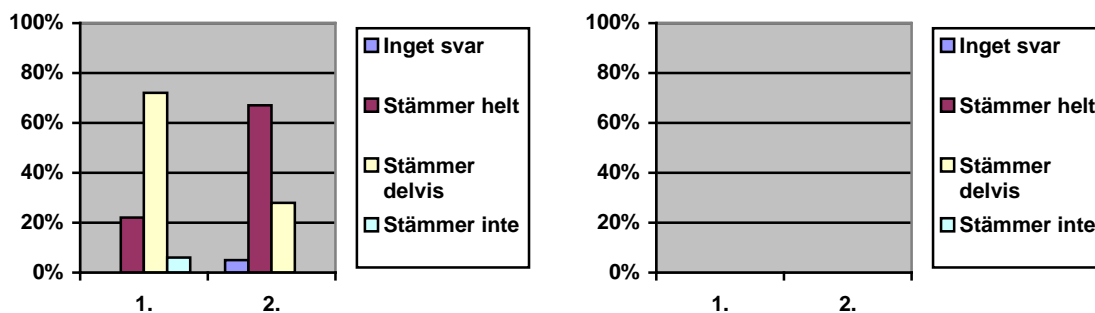 100%
80%
60%
40%
20%
0%
1.
2.
Inget svar
Stämmer helt
Stämmer
delvis
Stämmer inte
100%
80%
60%
40%
20%
0%
1.
2.
Inget svar
Stämmer helt
Stämmer
delvis
Stämmer inte